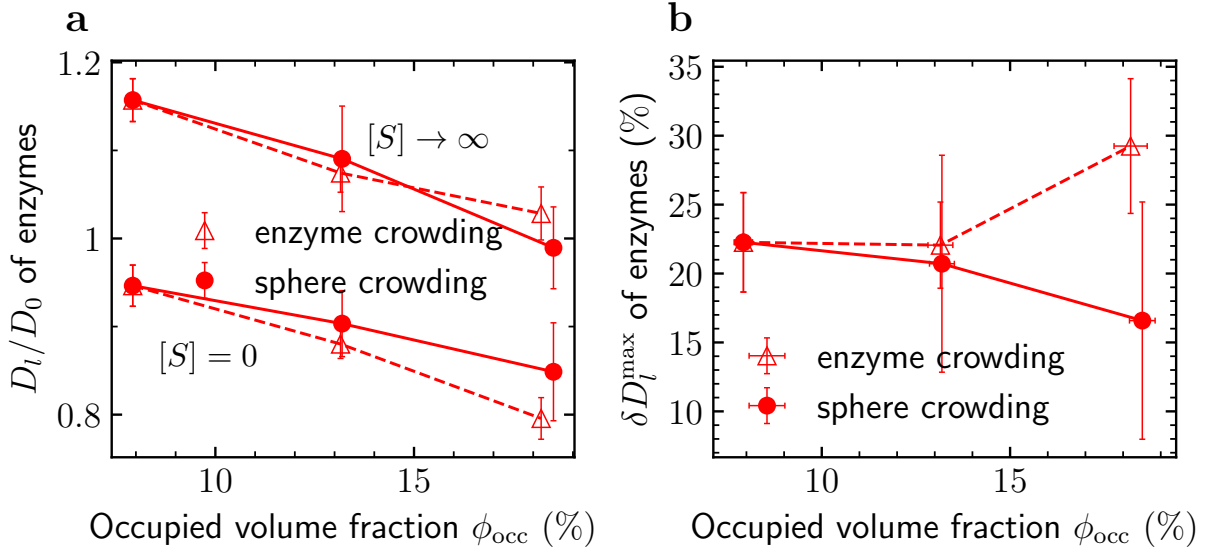 a
D_l/D_0 of enzymes
1.2
1
0.8
[S] → ∞
enzyme crowding
sphere crowding
[S] = 0
10 15
Occupied volume fraction ϕ_occ (%)
b
δD_l^max of enzymes (%)
35
30
25
20
15
10
enzyme crowding
sphere crowding
10 15
Occupied volume fraction ϕ_occ (%)